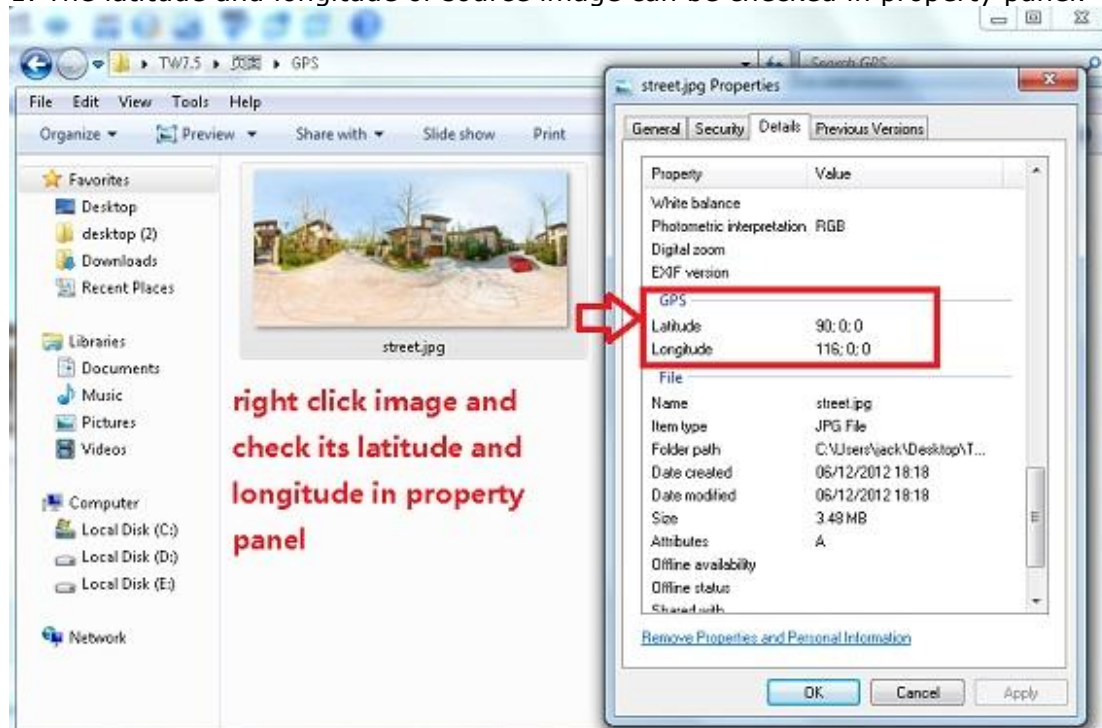 1. The latitude and longitude of source image can be checked in property panel.
TW7.5 ▸ 页面 ▸ GPS
Search GPS
File Edit View Tools Help
Organize Preview Share with Slide show Print
Favorites
Desktop
desktop (2)
Downloads
Recent Places
Libraries
Documents
Music
Pictures
Videos
Computer
Local Disk (C:)
Local Disk (D:)
Local Disk (E:)
Network
street.jpg
right click image and
check its latitude and
longitude in property
panel
street.jpg Properties
General Security Details Previous Versions
Property Value
White balance
Photometric interpretation RGB
Digital zoom
EXIF version
GPS
Latitude 90; 0; 0
Longitude 116; 0; 0
File
Name street.jpg
Item type JPG File
Folder path C:\Users\jack\Desktop\T...
Date created 06/12/2012 18:18
Date modified 06/12/2012 18:18
Size 3.48 MB
Attributes A
Offline availability
Offline status
Shared with
Remove Properties and Personal Information
OK Cancel Apply